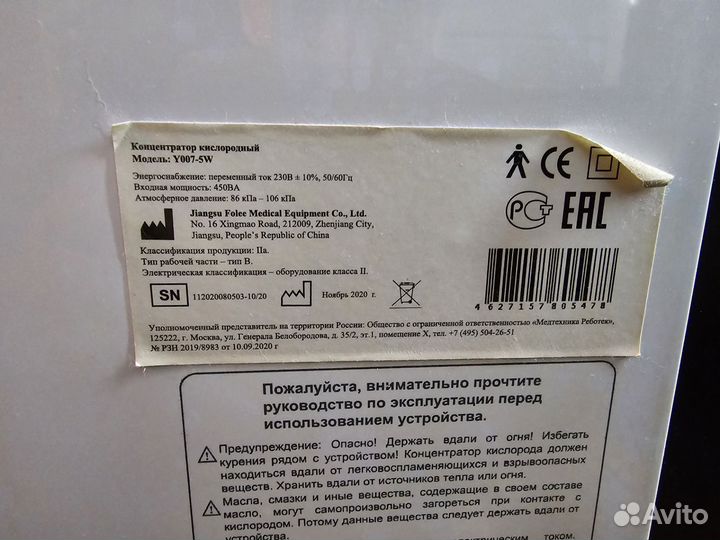 Концентратор кислородный
Модель: Y007-5W
Энергоснабжение: переменный ток 230В ± 10%, 50/60Гц
Входная мощность: 450ВА
Атмосферное давление: 86 кПа – 106 кПа
Jiangsu Folee Medical Equipment Co., Ltd.
No. 16 Xingmao Road, 212009, Zhenjiang City,
Jiangsu, People's Republic of China
Классификация продукции: IIa.
Тип рабочей части – тип В.
Электрическая классификация – оборудование класса II.
SN 112020080503-10/20
Ноябрь 2020 г.
CE
РСТ
EAC
4627157805478
Уполномоченный представитель на территории России: Общество с ограниченной ответственностью «Медтехника Реботек»,
125222, г. Москва, ул. Генерала Белобородова, д. 35/2, эт.1, помещение X, тел. +7 (495) 504-26-51
№ РЗН 2019/8983 от 10.09.2020 г
Пожалуйста, внимательно прочтите
руководство по эксплуатации перед
использованием устройства.
Предупреждение: Опасно! Держать вдали от огня! Избегать
курения рядом с устройством! Концентратор кислорода должен
находиться вдали от легковоспламеняющихся и взрывоопасных
веществ. Хранить вдали от источников тепла или огня.
Масла, смазки и иные вещества, содержащие в своем составе
масло, могут самопроизвольно загореться при контакте с
кислородом. Потому данные вещества следует держать вдали от
устройства.
электрическим током.
Avito